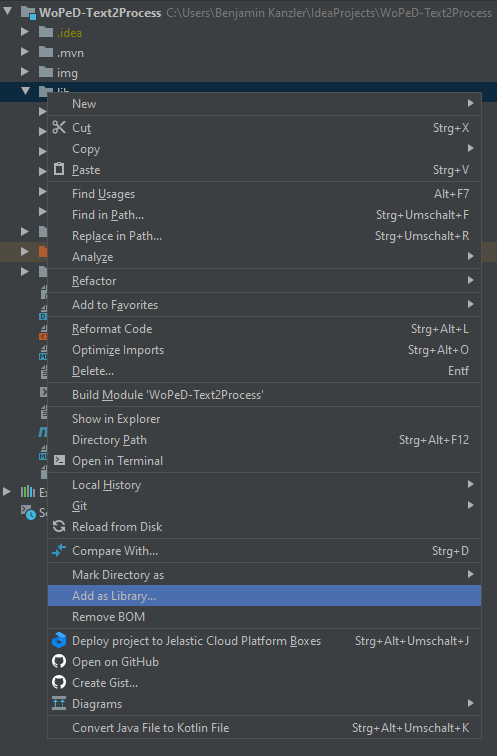 WoPeD-Text2Process C:\Users\Benjamin Kanzler\IdeaProjects\WoPeD-Text2Process
.idea
.mvn
img
lib
New
Cut Strg+X
Copy
Paste Strg+V
Find Usages Alt+F7
Find in Path... Strg+Umschalt+F
Replace in Path... Strg+Umschalt+R
Analyze
Refactor
Add to Favorites
Reformat Code Strg+Alt+L
Optimize Imports Strg+Alt+O
Delete... Entf
Build Module 'WoPeD-Text2Process'
Show in Explorer
Directory Path Strg+Alt+F12
Open in Terminal
Local History
Git
Reload from Disk
Compare With... Strg+D
Mark Directory as
Add as Library...
Remove BOM
Deploy project to Jelastic Cloud Platform Boxes Strg+Alt+Umschalt+J
Open on GitHub
Create Gist...
Diagrams
Convert Java File to Kotlin File Strg+Alt+Umschalt+K